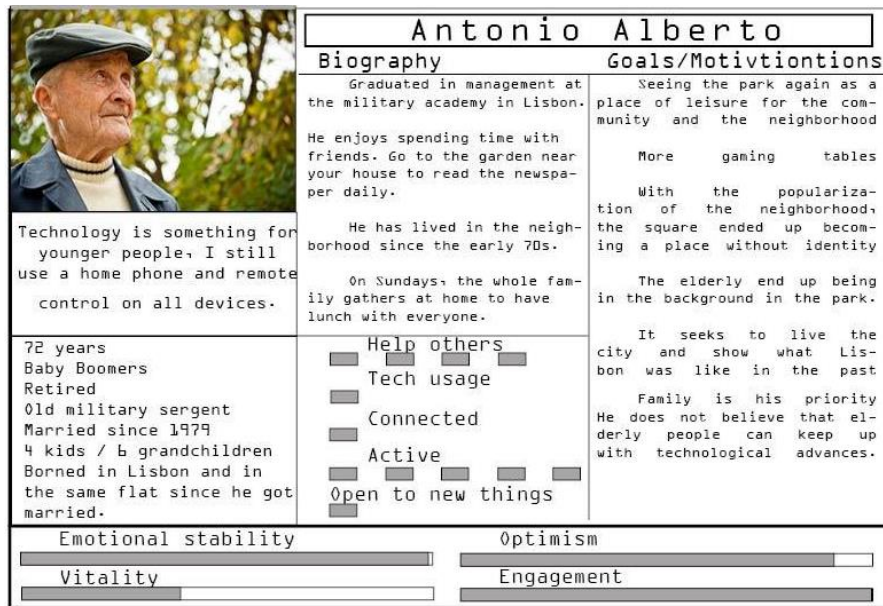 Antonio Alberto
Biography
Graduated in management at
the military academy in Lisbon.
He enjoys spending time with
friends. Go to the garden near
your house to read the newspa-
per daily.
He has lived in the neigh-
borhood since the early 70s.
On Sundays, the whole fam-
ily gathers at home to have
lunch with everyone.
Goals/Motivtiontions
Seeing the park again as a
place of leisure for the com-
munity and the neighborhood
More gaming tables
With the populariza-
tion of the neighborhood,
the square ended up becom-
ing a place without identity
The elderly end up being
in the background in the park.
It seeks to live the
city and show what Lis-
bon was like in the past
Family is his priority
He does not believe that el-
derly people can keep up
with technological advances.
Technology is something for
younger people, I still
use a home phone and remote
control on all devices.
72 years
Baby Boomers
Retired
Old military sergent
Married since 1979
4 kids / 6 grandchildren
Borned in Lisbon and in
the same flat since he got
married.
Help others
Tech usage
Connected
Active
Open to new things
Emotional stability
Optimism
Vitality
Engagement